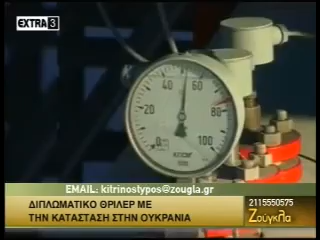 EXTRA 3
40
60
20
80
0
100
EMAIL: kitrinostypos@zougla.gr
ΔΙΠΛΩΜΑΤΙΚΟ ΘΡΙΛΕΡ ΜΕ
ΤΗΝ ΚΑΤΑΣΤΑΣΗ ΣΤΗΝ ΟΥΚΡΑΝΙΑ
2115550575
Ζούγκλα